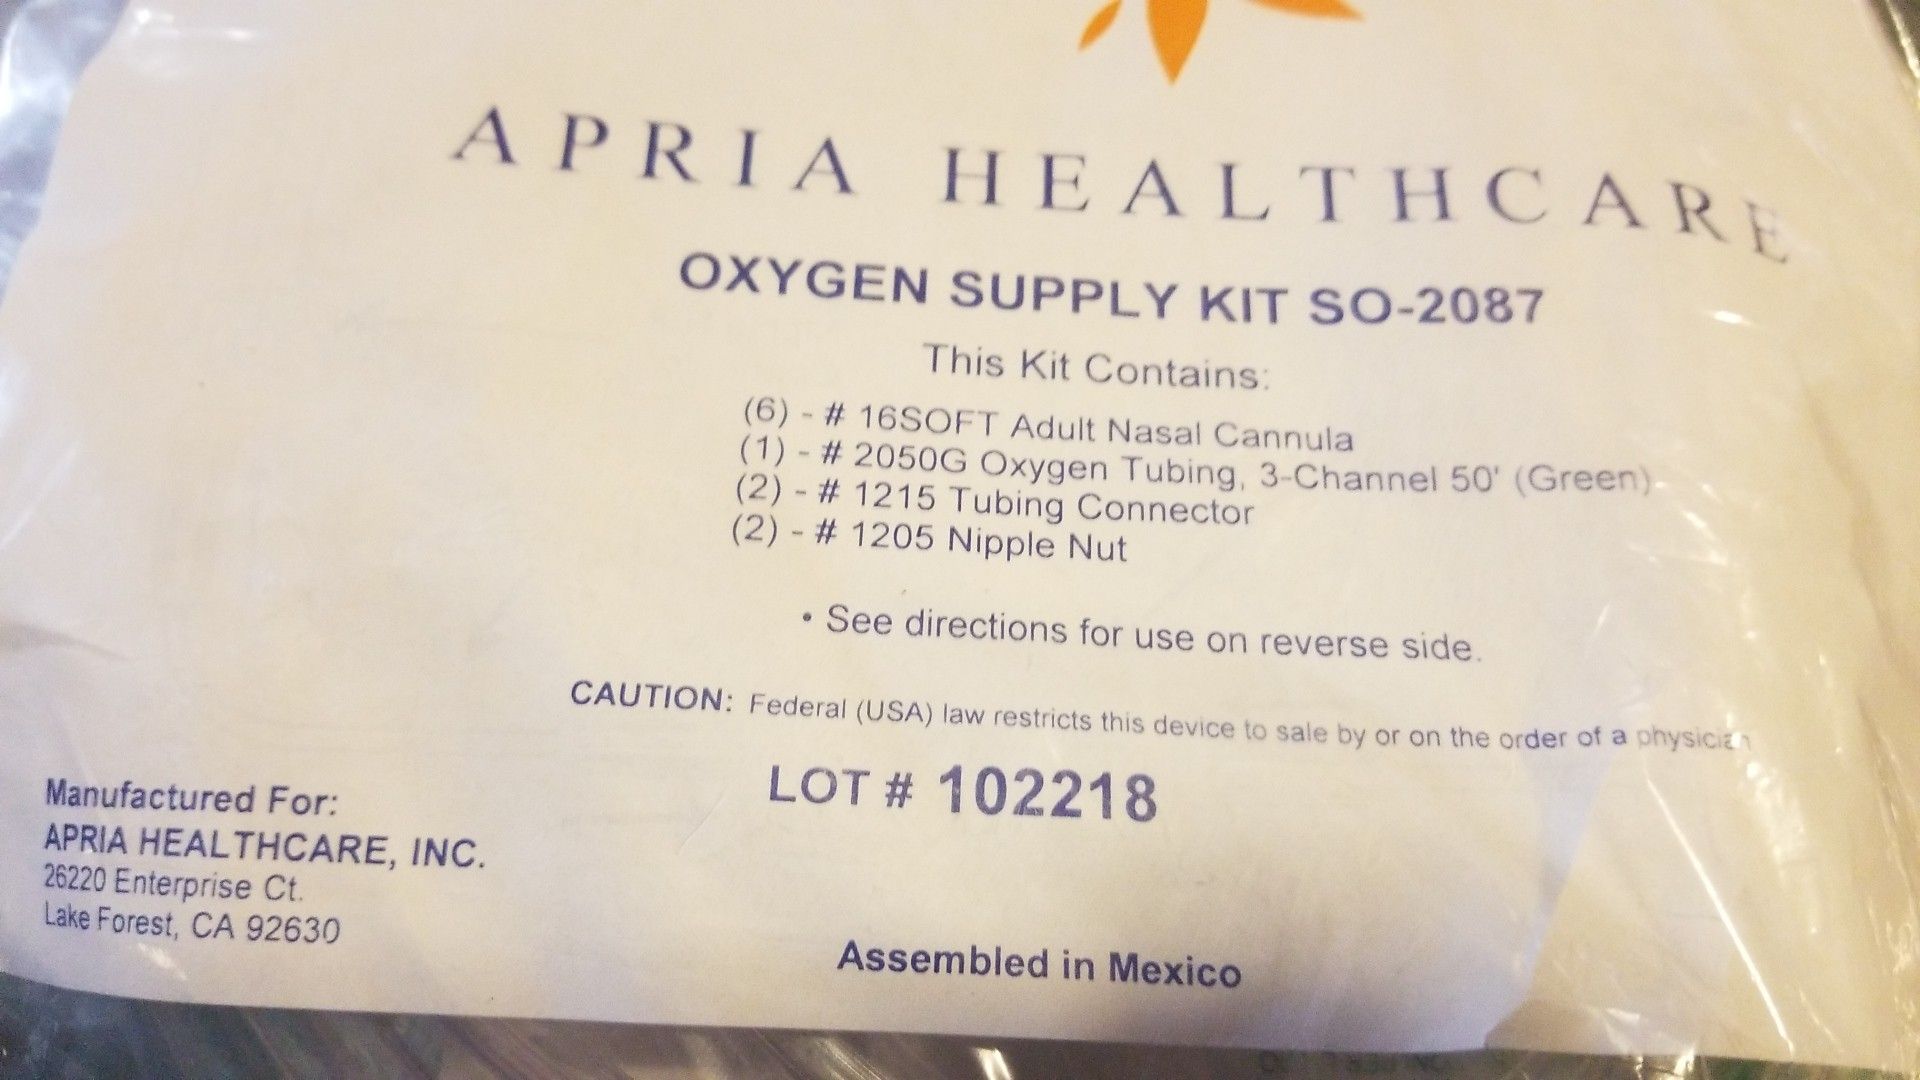 APRIA HEALTHCARE
OXYGEN SUPPLY KIT SO-2087
This Kit Contains:
(6) - # 16SOFT Adult Nasal Cannula
(1) - # 2050G Oxygen Tubing, 3-Channel 50' (Green)
(2) - # 1215 Tubing Connector
(2) - # 1205 Nipple Nut
• See directions for use on reverse side.
CAUTION: Federal (USA) law restricts this device to sale by or on the order of a physician
LOT # 102218
Manufactured For:
APRIA HEALTHCARE, INC.
26220 Enterprise Ct.
Lake Forest, CA 92630
Assembled in Mexico